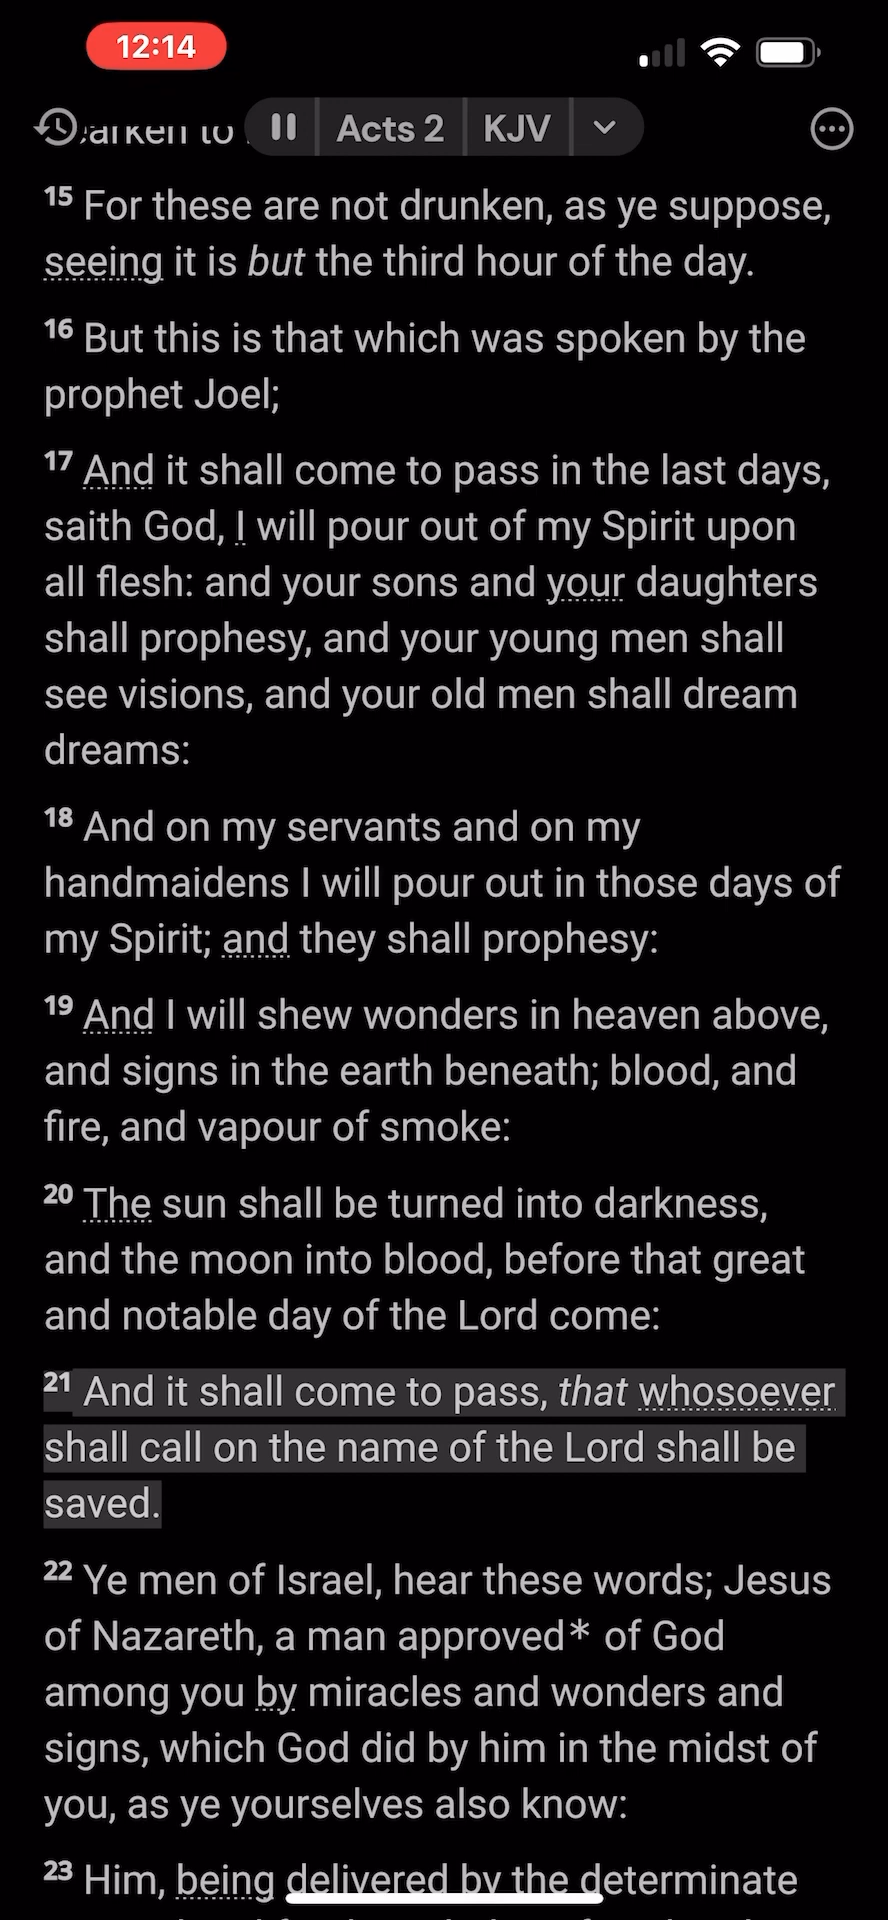 12:14
Acts 2 KJV
15 For these are not drunken, as ye suppose,
seeing it is but the third hour of the day.
16 But this is that which was spoken by the
prophet Joel;
17 And it shall come to pass in the last days,
saith God, I will pour out of my Spirit upon
all flesh: and your sons and your daughters
shall prophesy, and your young men shall
see visions, and your old men shall dream
dreams:
18 And on my servants and on my
handmaidens I will pour out in those days of
my Spirit; and they shall prophesy:
19 And I will shew wonders in heaven above,
and signs in the earth beneath; blood, and
fire, and vapour of smoke:
20 The sun shall be turned into darkness,
and the moon into blood, before that great
and notable day of the Lord come:
21 And it shall come to pass, that whosoever
shall call on the name of the Lord shall be
saved.
22 Ye men of Israel, hear these words; Jesus
of Nazareth, a man approved* of God
among you by miracles and wonders and
signs, which God did by him in the midst of
you, as ye yourselves also know:
23 Him, being delivered by the determinate